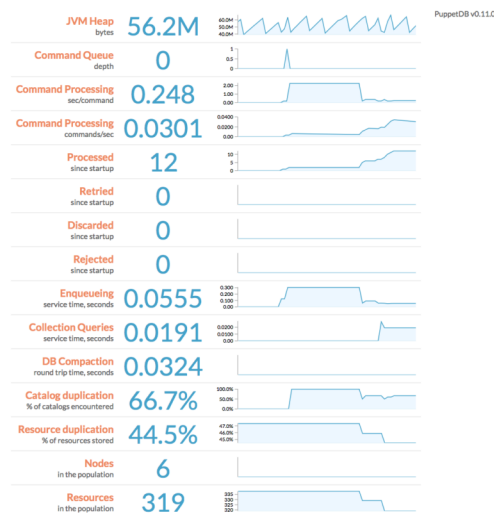 PuppetDB v0.11.0
JVM Heap
bytes
56.2M
60.0M
50.0M
40.0M
Command Queue
depth
0
1
0.5
0
Command Processing
sec/command
0.248
2.00
1.00
0.00
Command Processing
commands/sec
0.0301
0.0400
0.0200
0.00
Processed
since startup
12
10
5
0
Retried
since startup
0
Discarded
since startup
0
Rejected
since startup
0
Enqueueing
service time, seconds
0.0555
0.300
0.200
0.100
0.00
Collection Queries
service time, seconds
0.0191
0.0200
0.0100
0.00
DB Compaction
round trip time, seconds
0.0324
Catalog duplication
% of catalogs encountered
66.7%
100.0%
50.0%
0.0%
Resource duplication
% of resources stored
44.5%
47.0%
46.0%
45.0%
Nodes
in the population
6
Resources
in the population
319
335
330
325
320